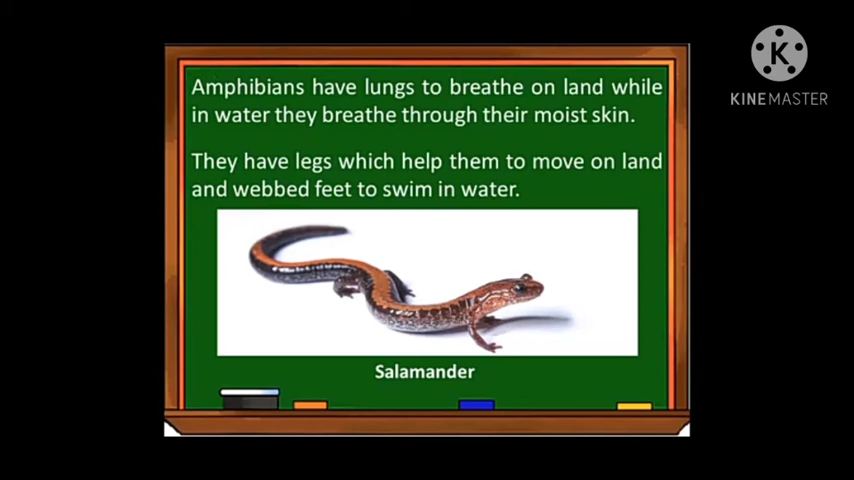 Amphibians have lungs to breathe on land while
in water they breathe through their moist skin.
They have legs which help them to move on land
and webbed feet to swim in water.
Salamander
K
KINEMASTER